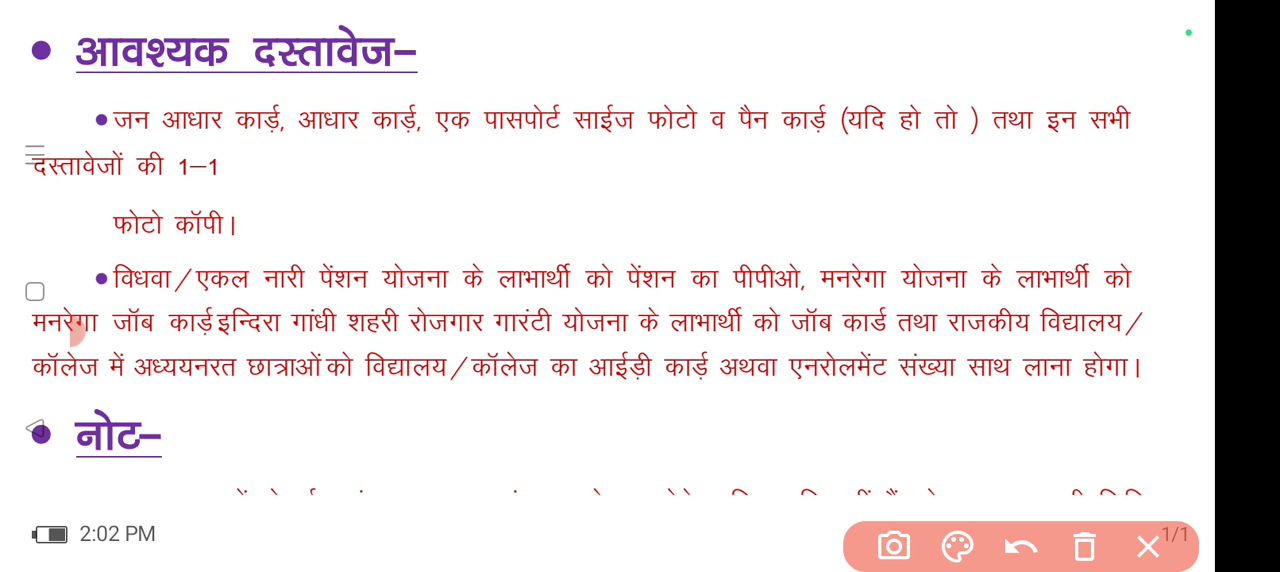 • आवश्यक दस्तावेज–
• जन आधार कार्ड़, आधार कार्ड़, एक पासपोर्ट साईज फोटो व पैन कार्ड़ (यदि हो तो ) तथा इन सभी
दस्तावेजों की 1–1
फोटो कॉपी।
• विधवा/एकल नारी पेंशन योजना के लाभार्थी को पेंशन का पीपीओ, मनरेगा योजना के लाभार्थी को
मनरेगा जॉब कार्ड़ इन्दिरा गांधी शहरी रोजगार गारंटी योजना के लाभार्थी को जॉब कार्ड तथा राजकीय विद्यालय/
कॉलेज में अध्ययनरत छात्राओं को विद्यालय/कॉलेज का आईड़ी कार्ड़ अथवा एनरोलमेंट संख्या साथ लाना होगा।
• नोट–
2:02 PM
1/1